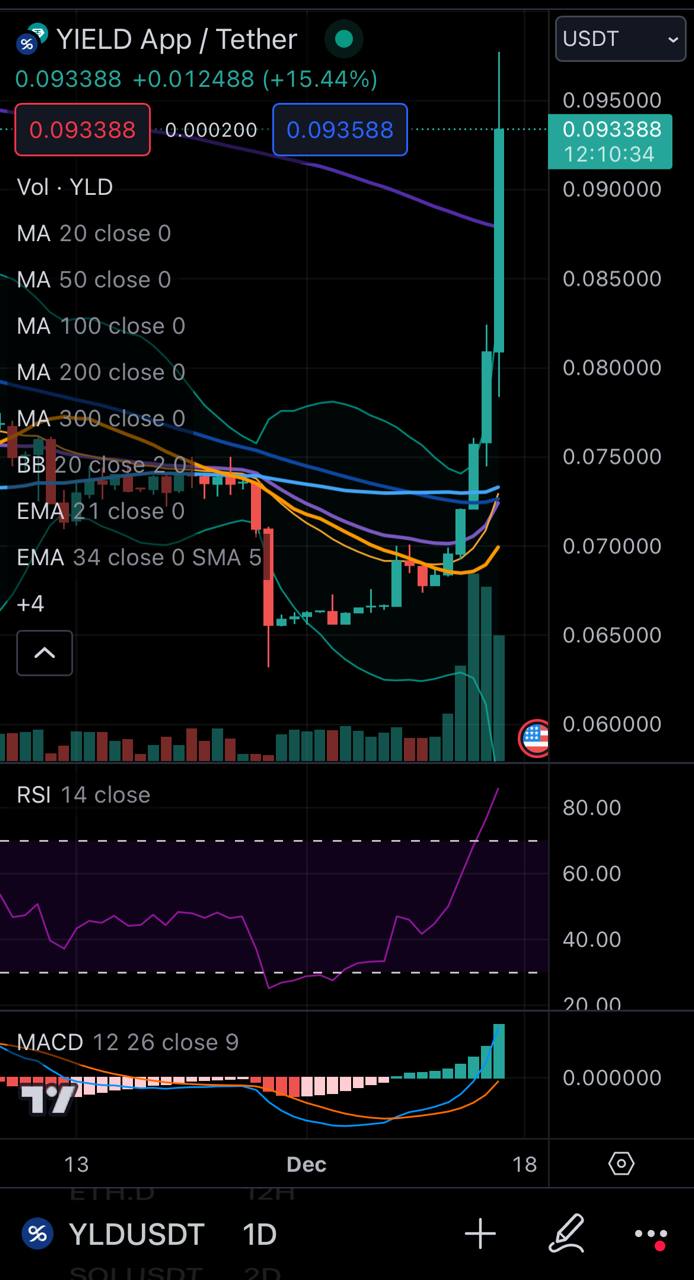 YIELD App / Tether
USDT
0.093388 +0.012488 (+15.44%)
0.095000
0.093388 0.000200 0.093588
0.093388
12:10:34
Vol · YLD
0.090000
MA 20 close 0
MA 50 close 0
0.085000
MA 100 close 0
MA 200 close 0
0.080000
MA 300 close 0
BB 20 close 2 0
0.075000
EMA 21 close 0
EMA 34 close 0 SMA 5
0.070000
+4
0.065000
0.060000
RSI 14 close
80.00
60.00
40.00
20.00
MACD 12 26 close 9
0.000000
13 Dec 18
ETH.D 12H
YLDUSDT 1D
SOLUSDT 2D